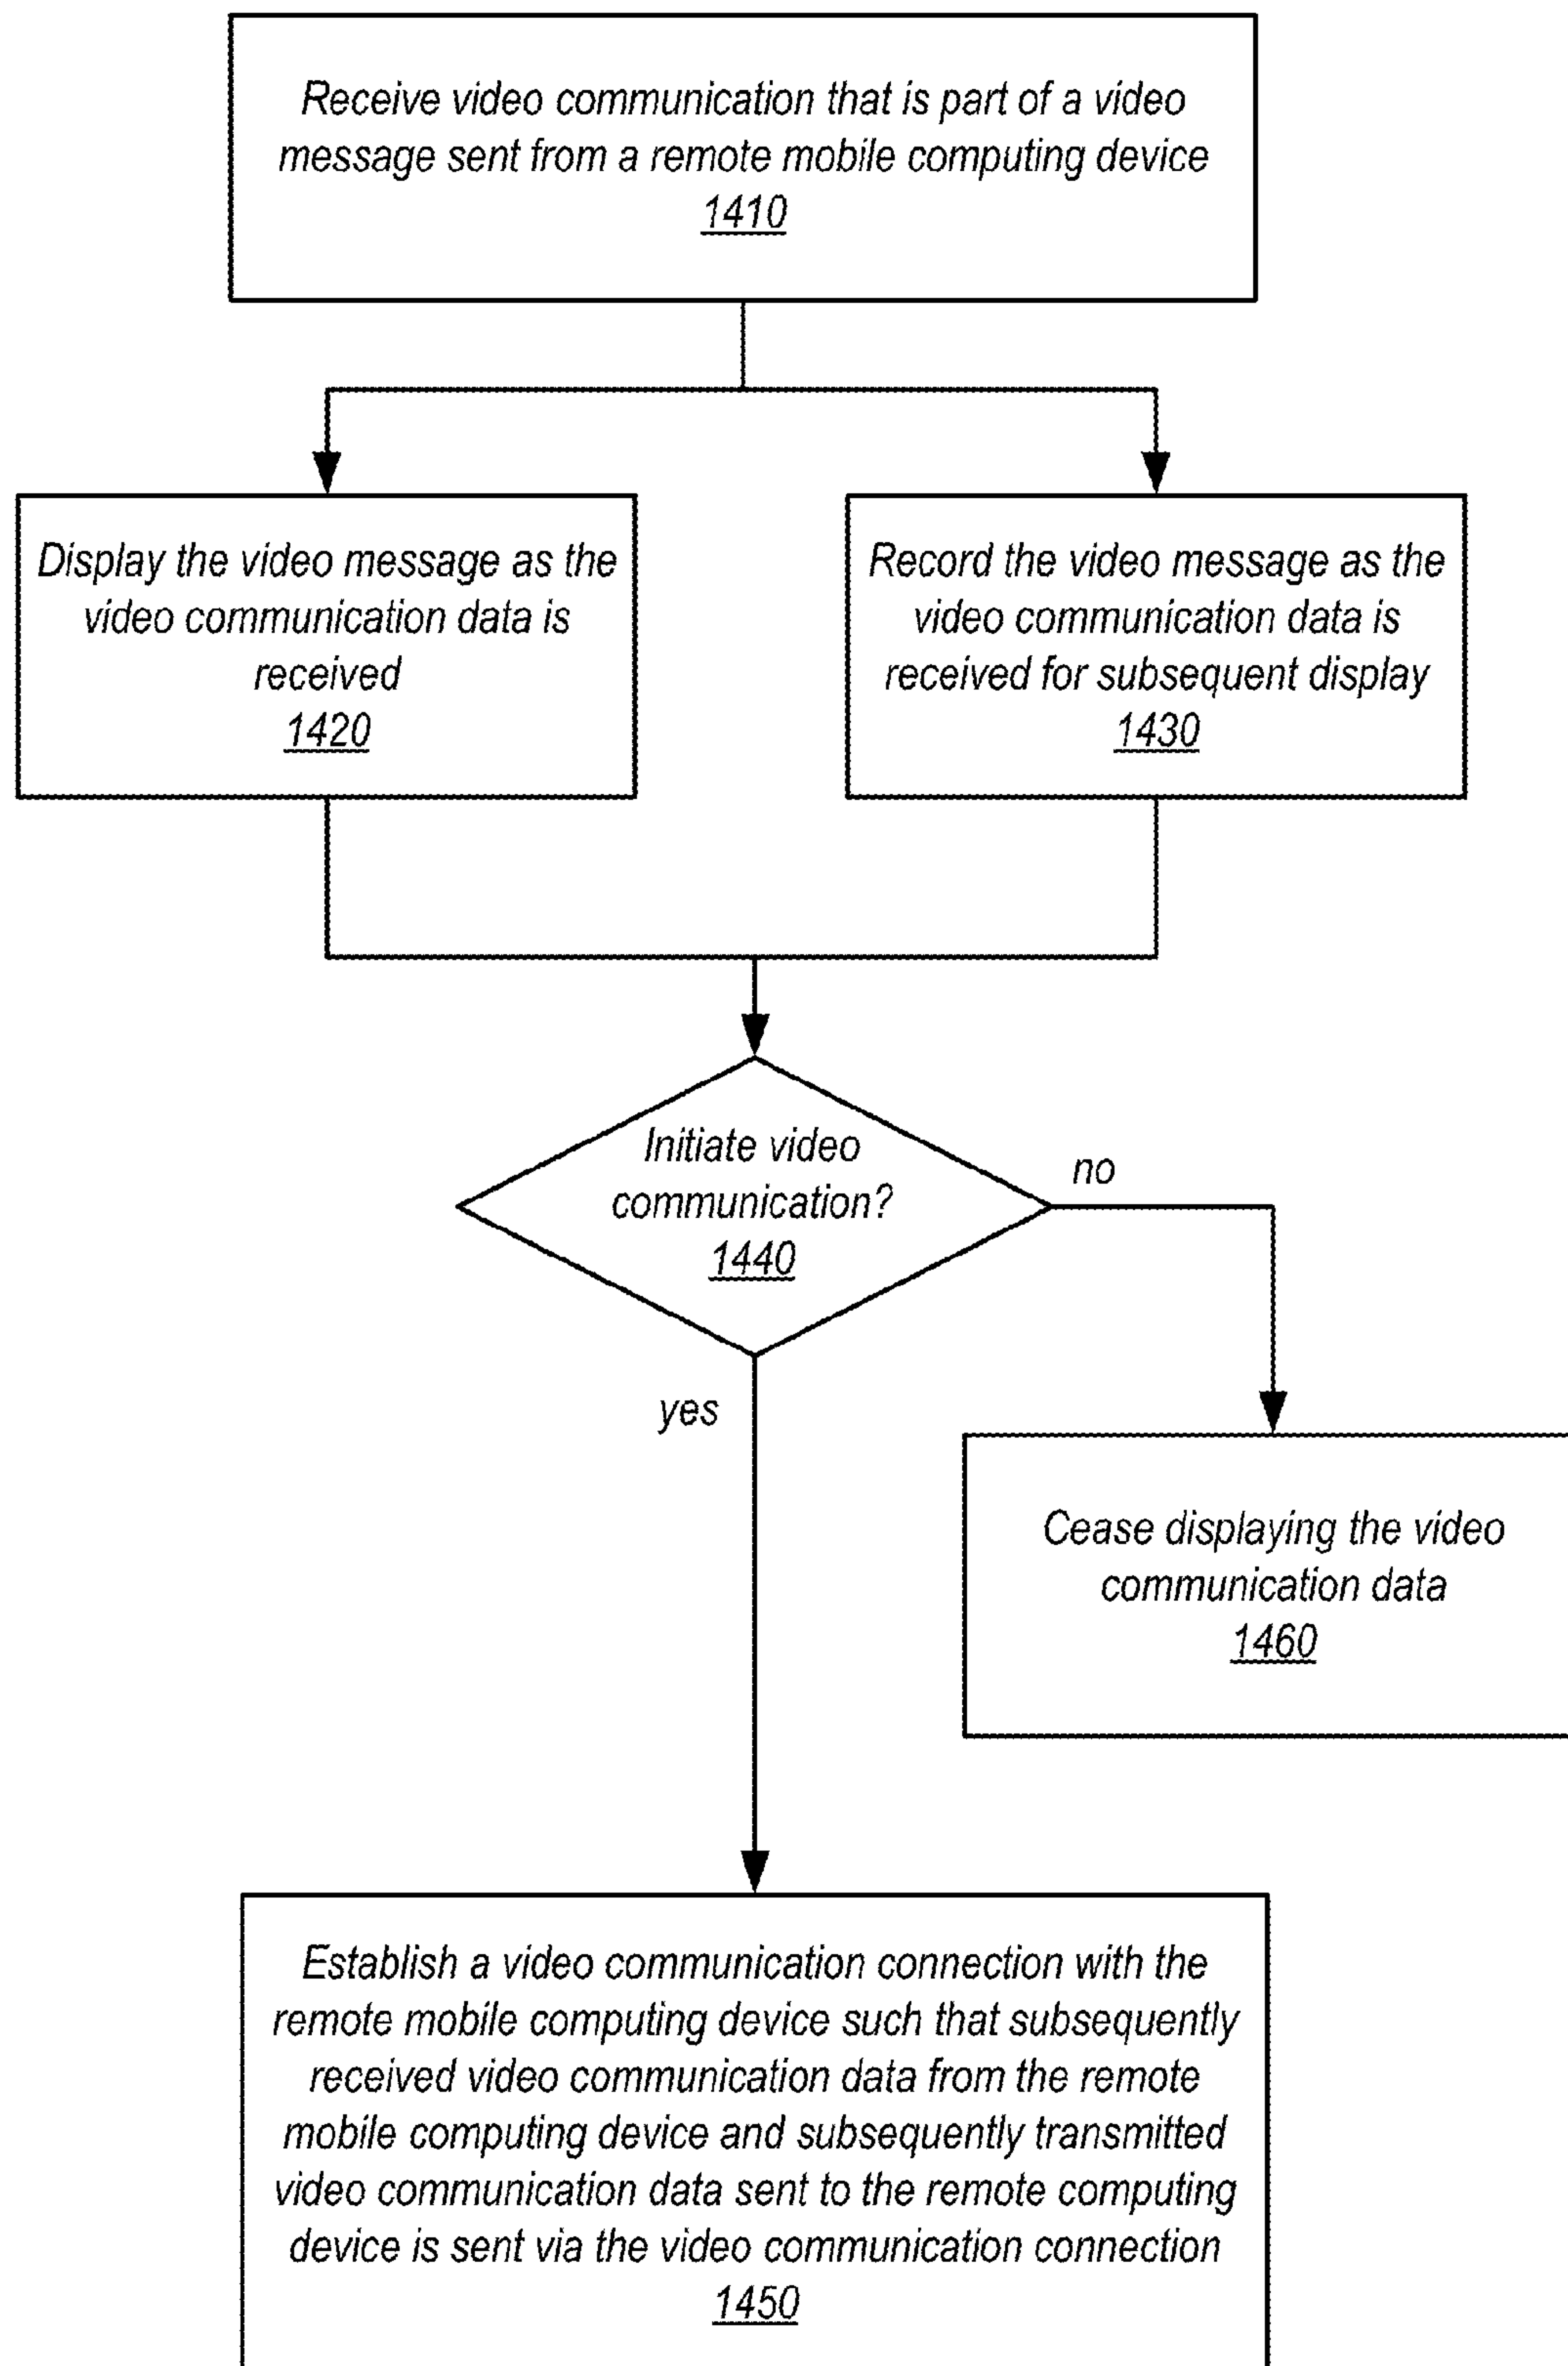 Receive video communication that is part of a video
message sent from a remote mobile computing device
1410
Display the video message as the
video communication data is
received
1420
Record the video message as the
video communication data is
received for subsequent display
1430
Initiate video
communication?
1440
no
yes
Cease displaying the video
communication data
1460
Establish a video communication connection with the
remote mobile computing device such that subsequently
received video communication data from the remote
mobile computing device and subsequently transmitted
video communication data sent to the remote computing
device is sent via the video communication connection
1450